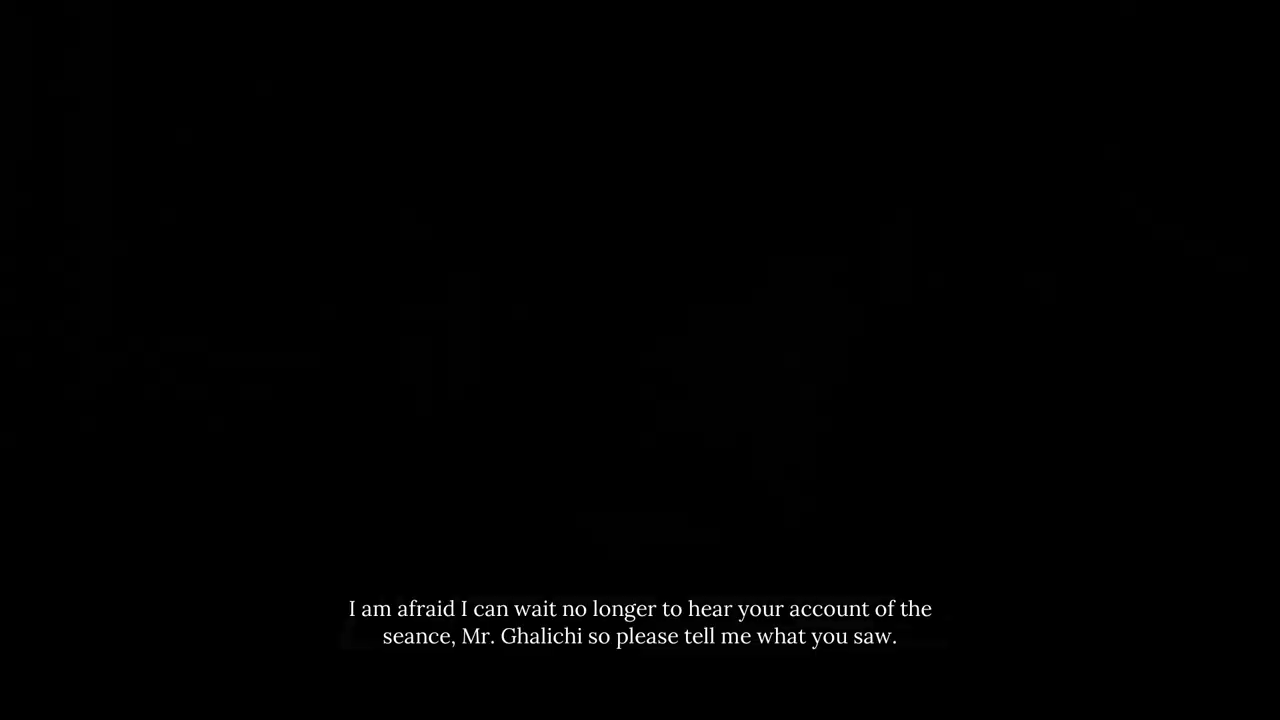 I am afraid I can wait no longer to hear your account of the
seance, Mr. Ghalichi so please tell me what you saw.